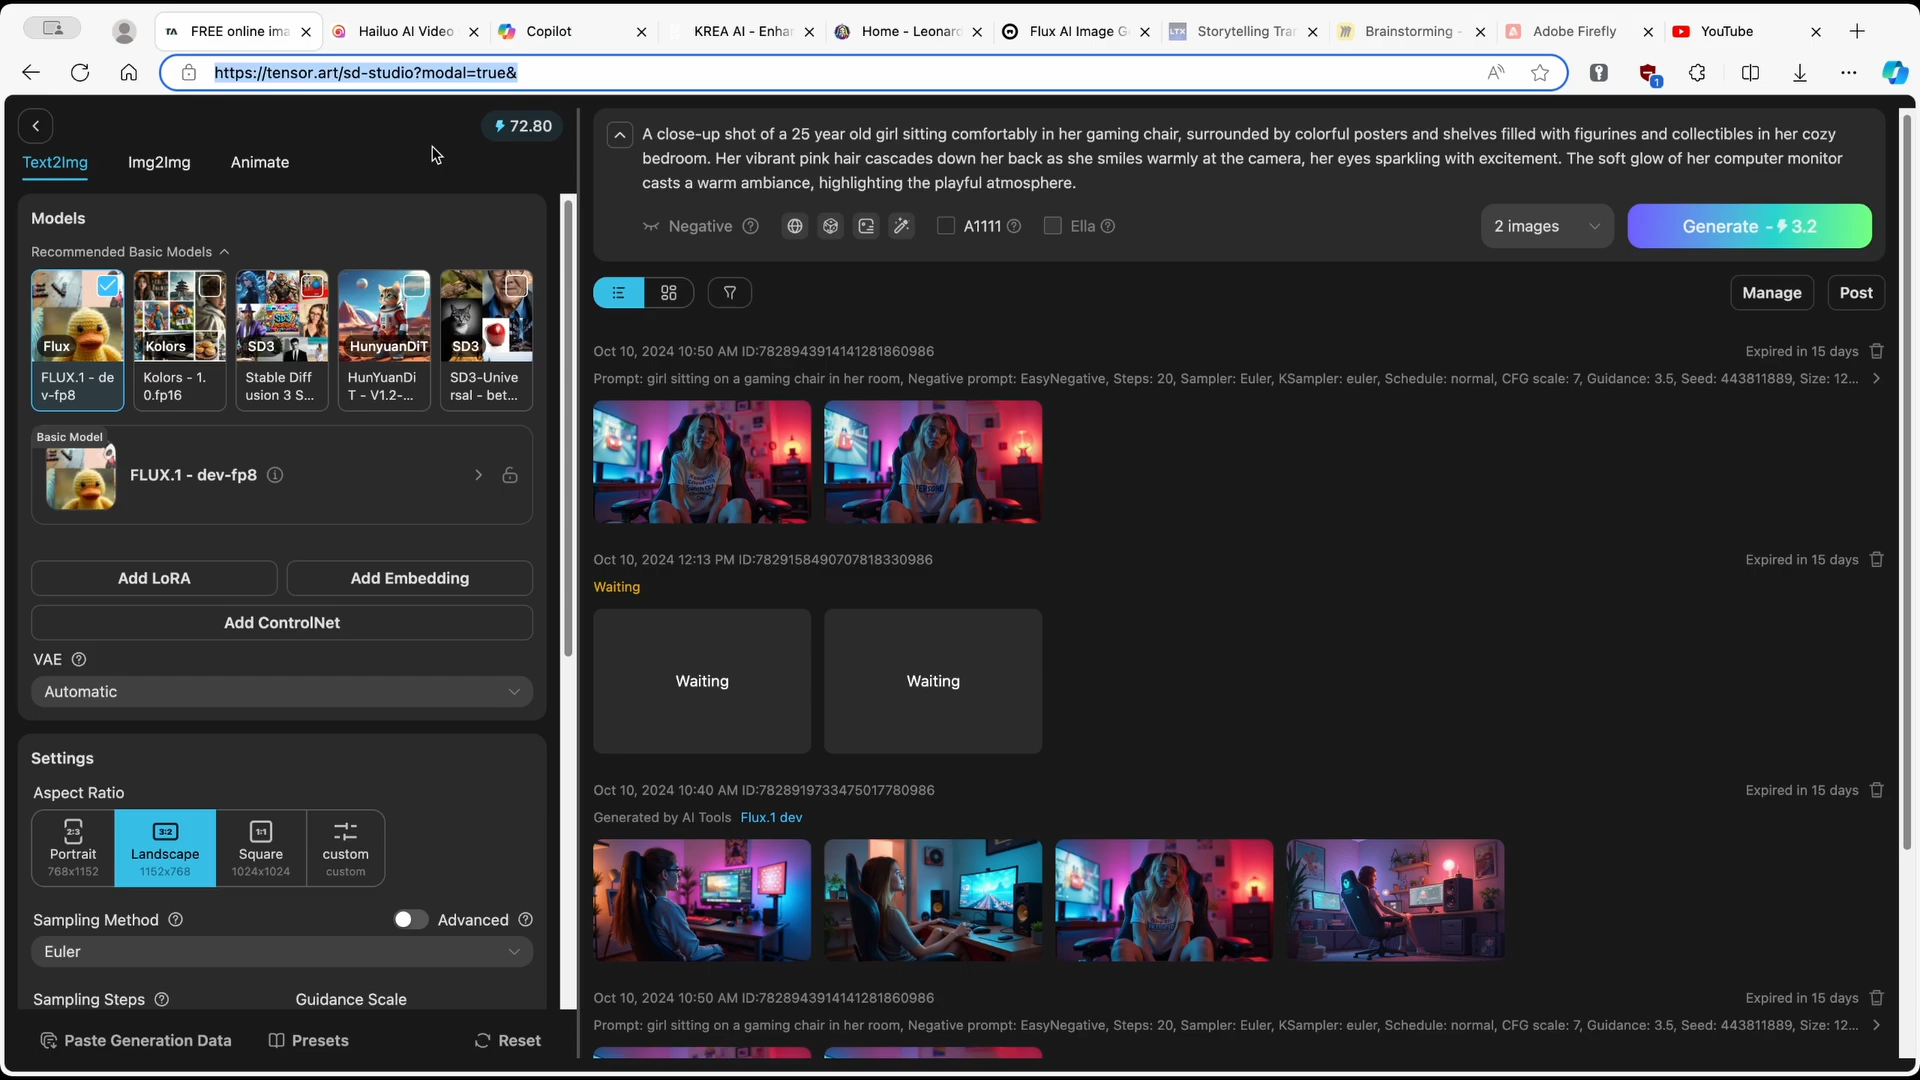 FREE online ima
Hailuo AI Video
Copilot
KREA AI - Enha
Home - Leonard
Flux AI Image G
Storytelling Tra
Brainstorming -
Adobe Firefly
YouTube
https://tensor.art/sd-studio?modal=true&
72.80
Text2Img Img2Img Animate
Models
Recommended Basic Models
Flux
Kolors
SD3
HunyuanDiT
SD3
FLUX.1 - de
v-fp8
Kolors - 1.
0.fp16
Stable Diff
usion 3 S...
HunYuanDi
T - V1.2-...
SD3-Unive
rsal - bet...
Basic Model
FLUX.1 - dev-fp8
Add LoRA
Add Embedding
Add ControlNet
VAE
Automatic
Settings
Aspect Ratio
2:3
Portrait
768x1152
3:2
Landscape
1152x768
1:1
Square
1024x1024
custom
custom
Sampling Method
Advanced
Euler
Sampling Steps
Guidance Scale
Paste Generation Data
Presets
Reset
A close-up shot of a 25 year old girl sitting comfortably in her gaming chair, surrounded by colorful posters and shelves filled with figurines and collectibles in her cozy
bedroom. Her vibrant pink hair cascades down her back as she smiles warmly at the camera, her eyes sparkling with excitement. The soft glow of her computer monitor
casts a warm ambiance, highlighting the playful atmosphere.
Negative
A1111
Ella
2 images
Generate - 3.2
Manage
Post
Oct 10, 2024 10:50 AM ID:782894391414128186098​6
Expired in 15 days
Prompt: girl sitting on a gaming chair in her room, Negative prompt: EasyNegative, Steps: 20, Sampler: Euler, KSampler: euler, Schedule: normal, CFG scale: 7, Guidance: 3.5, Seed: 443811889, Size: 12...
Oct 10, 2024 12:13 PM ID:782915849070781833​0986
Expired in 15 days
Waiting
Waiting
Waiting
Oct 10, 2024 10:40 AM ID:782891973347501778​0986
Expired in 15 days
Generated by AI Tools Flux.1 dev
Oct 10, 2024 10:50 AM ID:782894391414128186​0986
Expired in 15 days
Prompt: girl sitting on a gaming chair in her room, Negative prompt: EasyNegative, Steps: 20, Sampler: Euler, KSampler: euler, Schedule: normal, CFG scale: 7, Guidance: 3.5, Seed: 443811889, Size: 12...